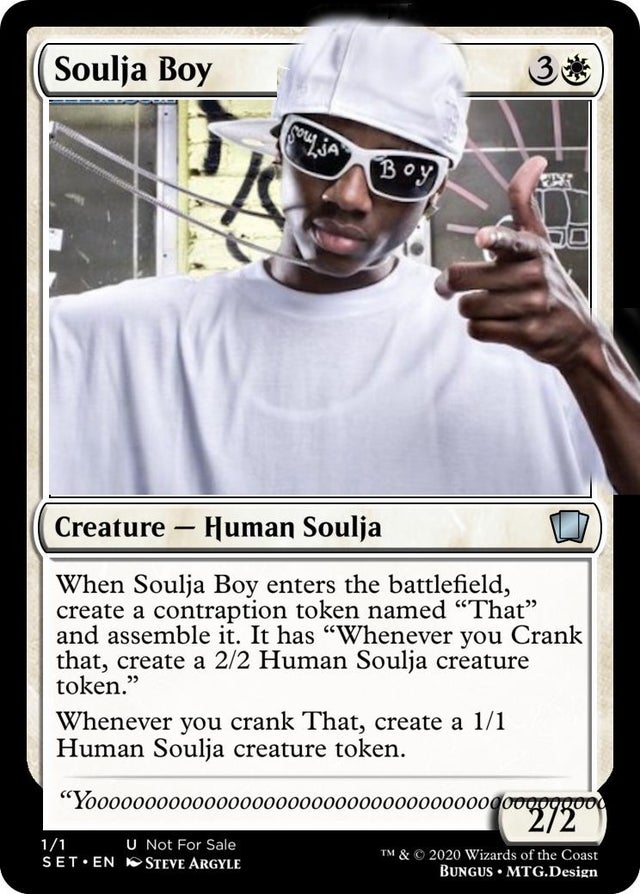 Soulja Boy
3
Soulja
Boy
Creature — Human Soulja
When Soulja Boy enters the battlefield,
create a contraption token named “That”
and assemble it. It has “Whenever you Crank
that, create a 2/2 Human Soulja creature
token.”
Whenever you crank That, create a 1/1
Human Soulja creature token.
“Yoooooooooooooooooooooooooooooooooooooooooo
2/2
1/1 U Not For Sale
SET • EN Steve Argyle
™ & © 2020 Wizards of the Coast
Bungus • MTG.Design